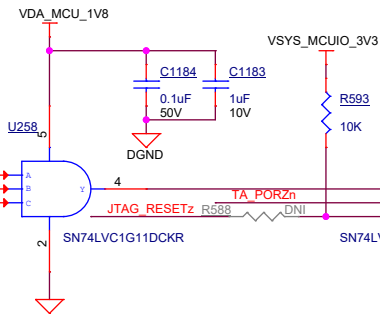 VDA_MCU_1V8
VSYS_MCUIO_3V3
C1184
C1183
R593
0.1uF
1uF
50V
10V
10K
U258
5
DGND
A
B
C
Y
4
TA_PORZn
JTAG_RESETz
R588
DNI
2
SN74LVC1G11DCKR
SN74LV